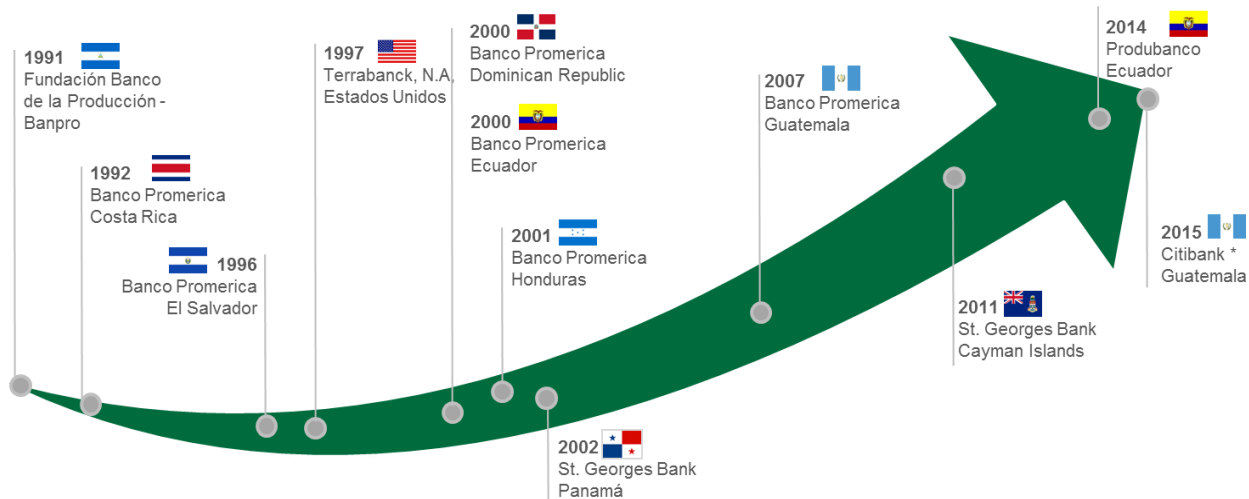 1991
Fundación Banco
de la Producción -
Banpro
1992
Banco Promerica
Costa Rica
1996
Banco Promerica
El Salvador
1997
Terrabanck, N.A,
Estados Unidos
2000
Banco Promerica
Dominican Republic
2000
Banco Promerica
Ecuador
2001
Banco Promerica
Honduras
2002
St. Georges Bank
Panamá
2007
Banco Promerica
Guatemala
2011
St. Georges Bank
Cayman Islands
2014
Produbanco
Ecuador
2015
Citibank *
Guatemala